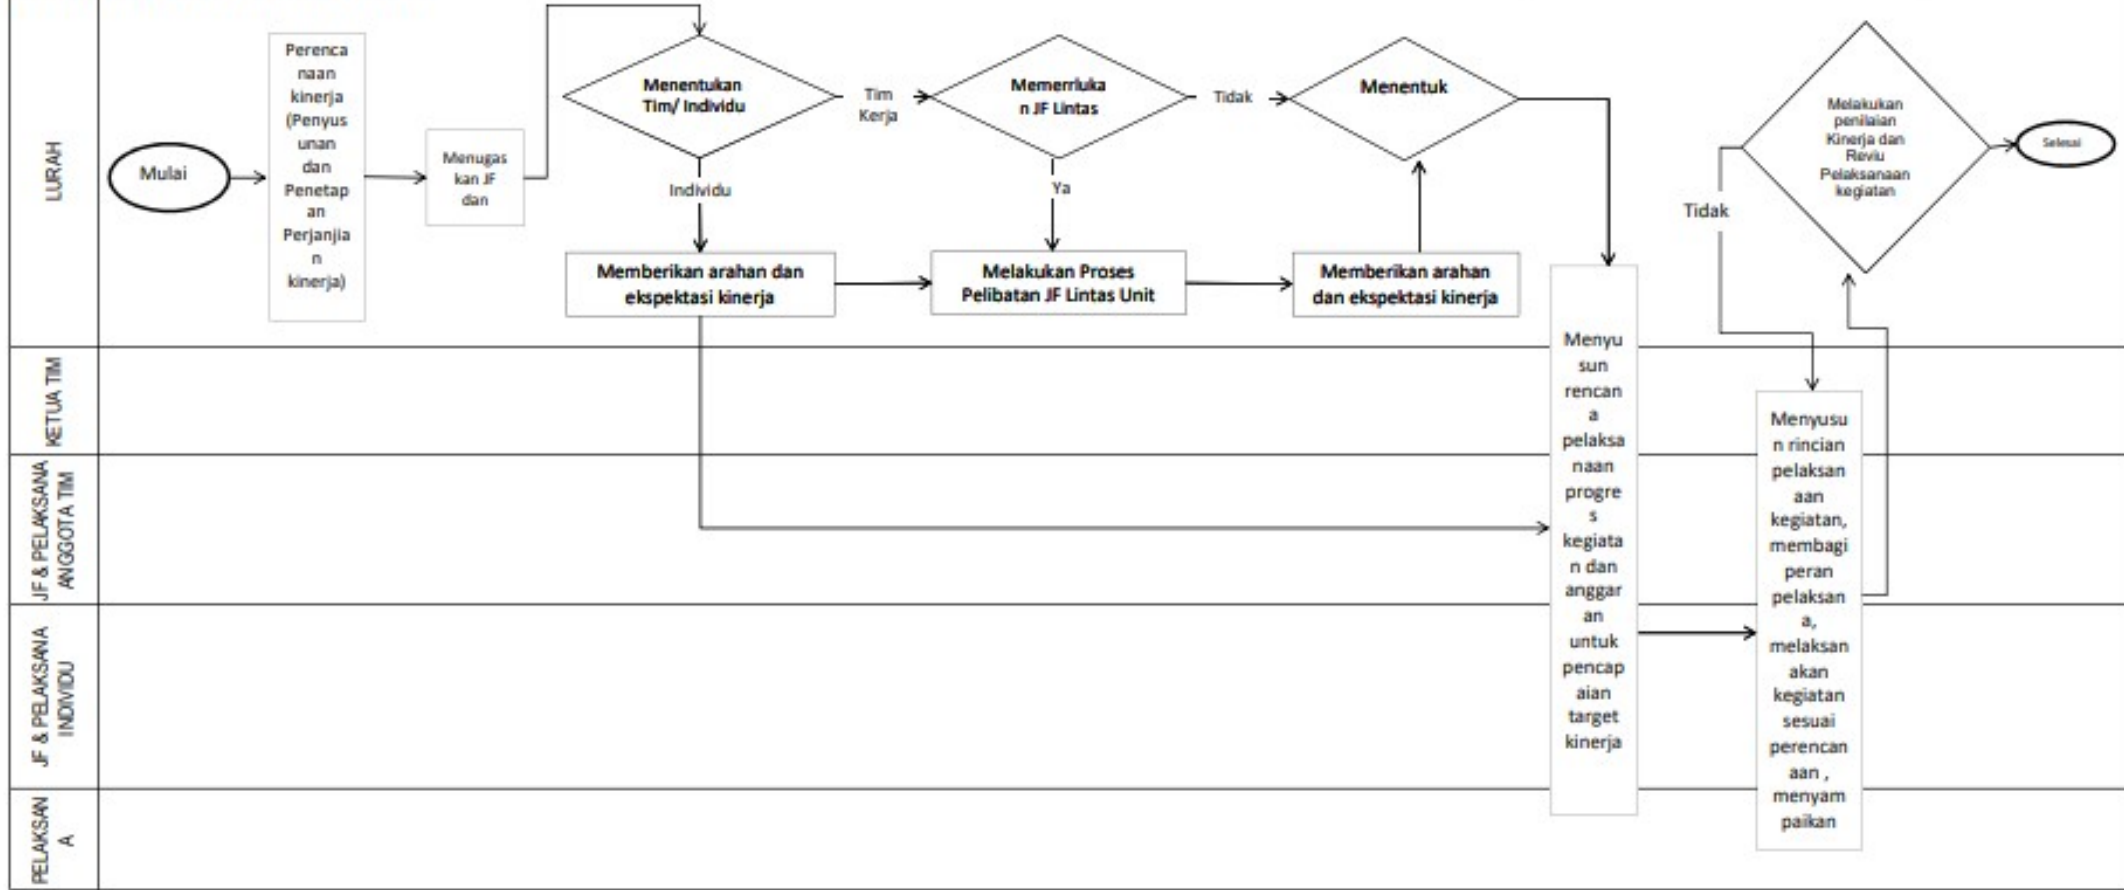 LURAH
Mulai
Perenca
naan
kinerja
(Penyus
unan
dan
Penetap
an
Perjanjia
n
kinerja)
Menugas
kan JF
dan
Menentukan
Tim/ Individu
Tim
Kerja
Individu
Memerrluka
n JF Lintas
Tidak
Ya
Menentuk
Memberikan arahan dan
ekspektasi kinerja
Melakukan Proses
Pelibatan JF Lintas Unit
Memberikan arahan
dan ekspektasi kinerja
Menyu
sun
rencan
a
pelaksa
naan
progre
s
kegiata
n dan
anggar
an
untuk
pencap
aian
target
kinerja
Tidak
Melakukan
penilaian
Kinerja dan
Reviu
Pelaksanaan
kegiatan
Selesai
Menyusu
n rincian
pelaksan
aan
kegiatan,
membagi
peran
pelaksan
a,
melaksan
akan
kegiatan
sesuai
perencan
aan ,
menyam
paikan
KETUA TIM
JF & PELAKSANA
ANGGOTA TIM
JF & PELAKSANA
INDIVIDU
PELAKSAN
A